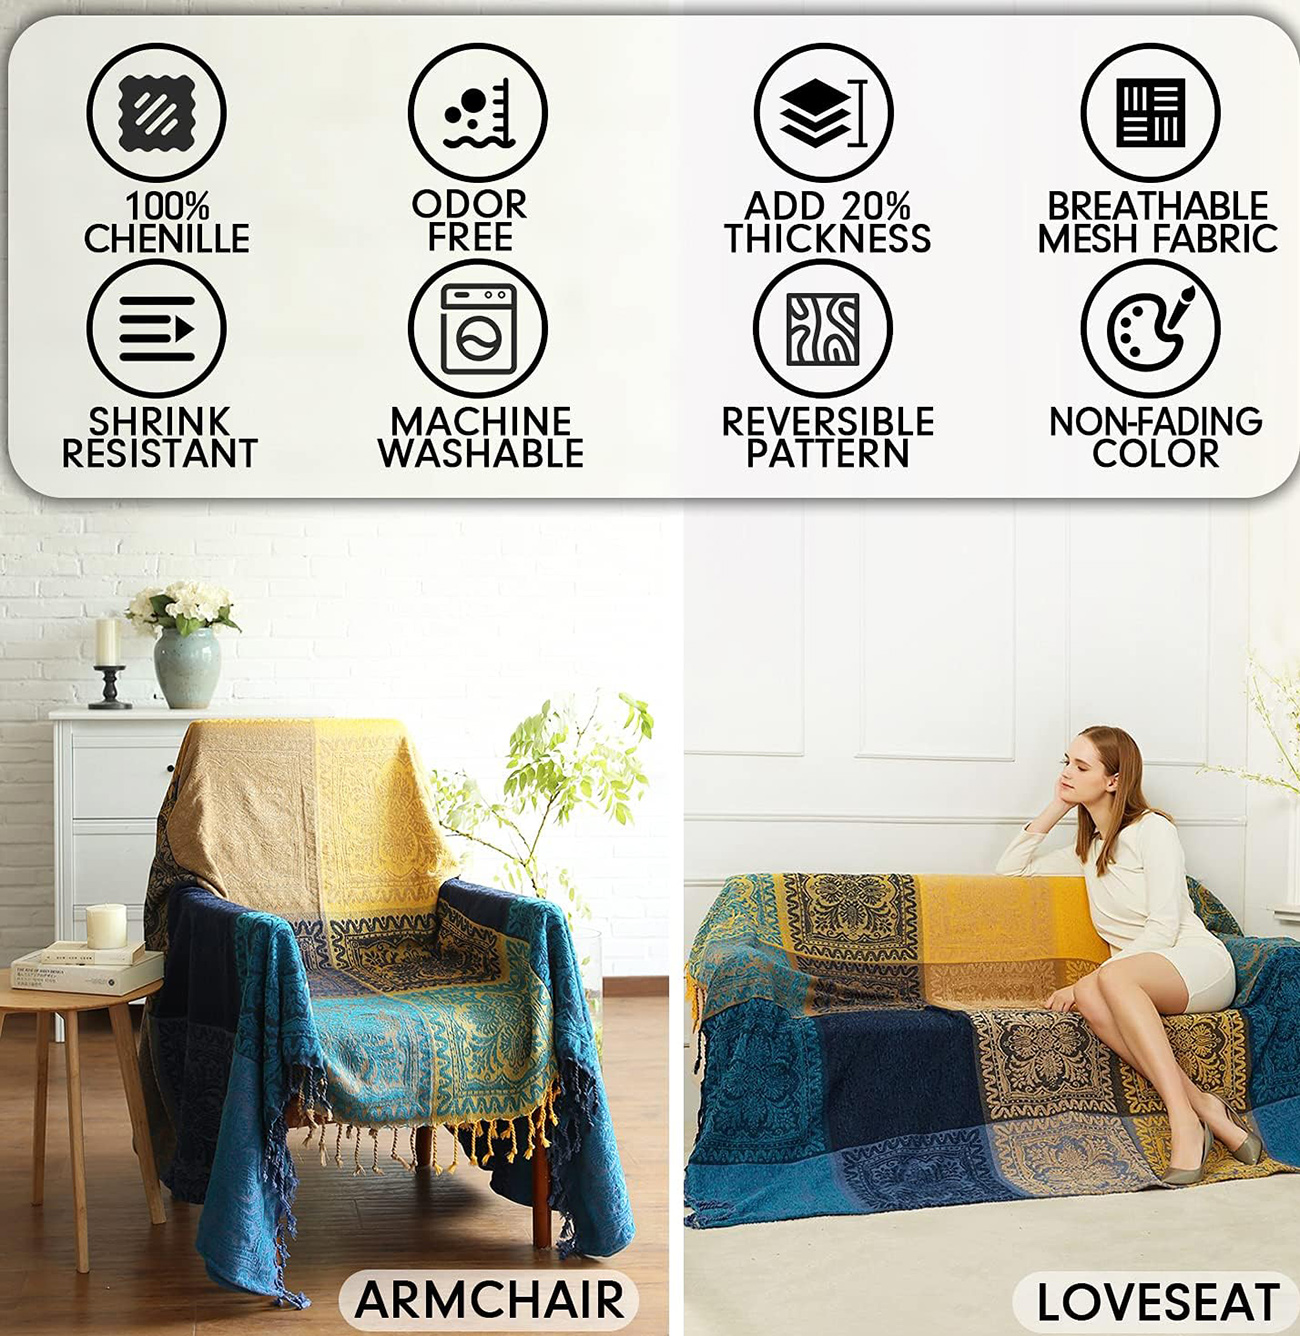 100%
CHENILLE
ODOR
FREE
ADD 20%
THICKNESS
BREATHABLE
MESH FABRIC
SHRINK
RESISTANT
MACHINE
WASHABLE
REVERSIBLE
PATTERN
NON-FADING
COLOR
ARMCHAIR
LOVESEAT